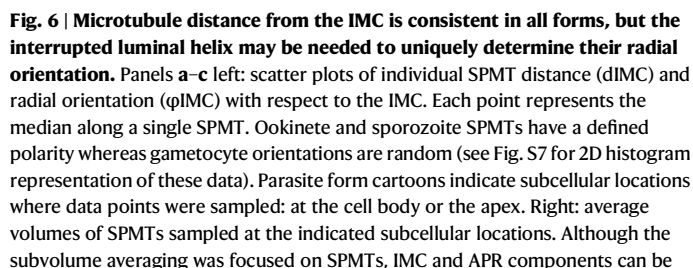 Fig. 6 | Microtubule distance from the IMC is consistent in all forms, but the
interrupted luminal helix may be needed to uniquely determine their radial
orientation. Panels a–c left: scatter plots of individual SPMT distance (dIMC) and
radial orientation (φIMC) with respect to the IMC. Each point represents the
median along a single SPMT. Ookinete and sporozoite SPMTs have a defined
polarity whereas gametocyte orientations are random (see Fig. S7 for 2D histogram
representation of these data). Parasite form cartoons indicate subcellular locations
where data points were sampled: at the cell body or the apex. Right: average
volumes of SPMTs sampled at the indicated subcellular locations. Although the
subvolume averaging was focused on SPMTs, IMC and APR components can be